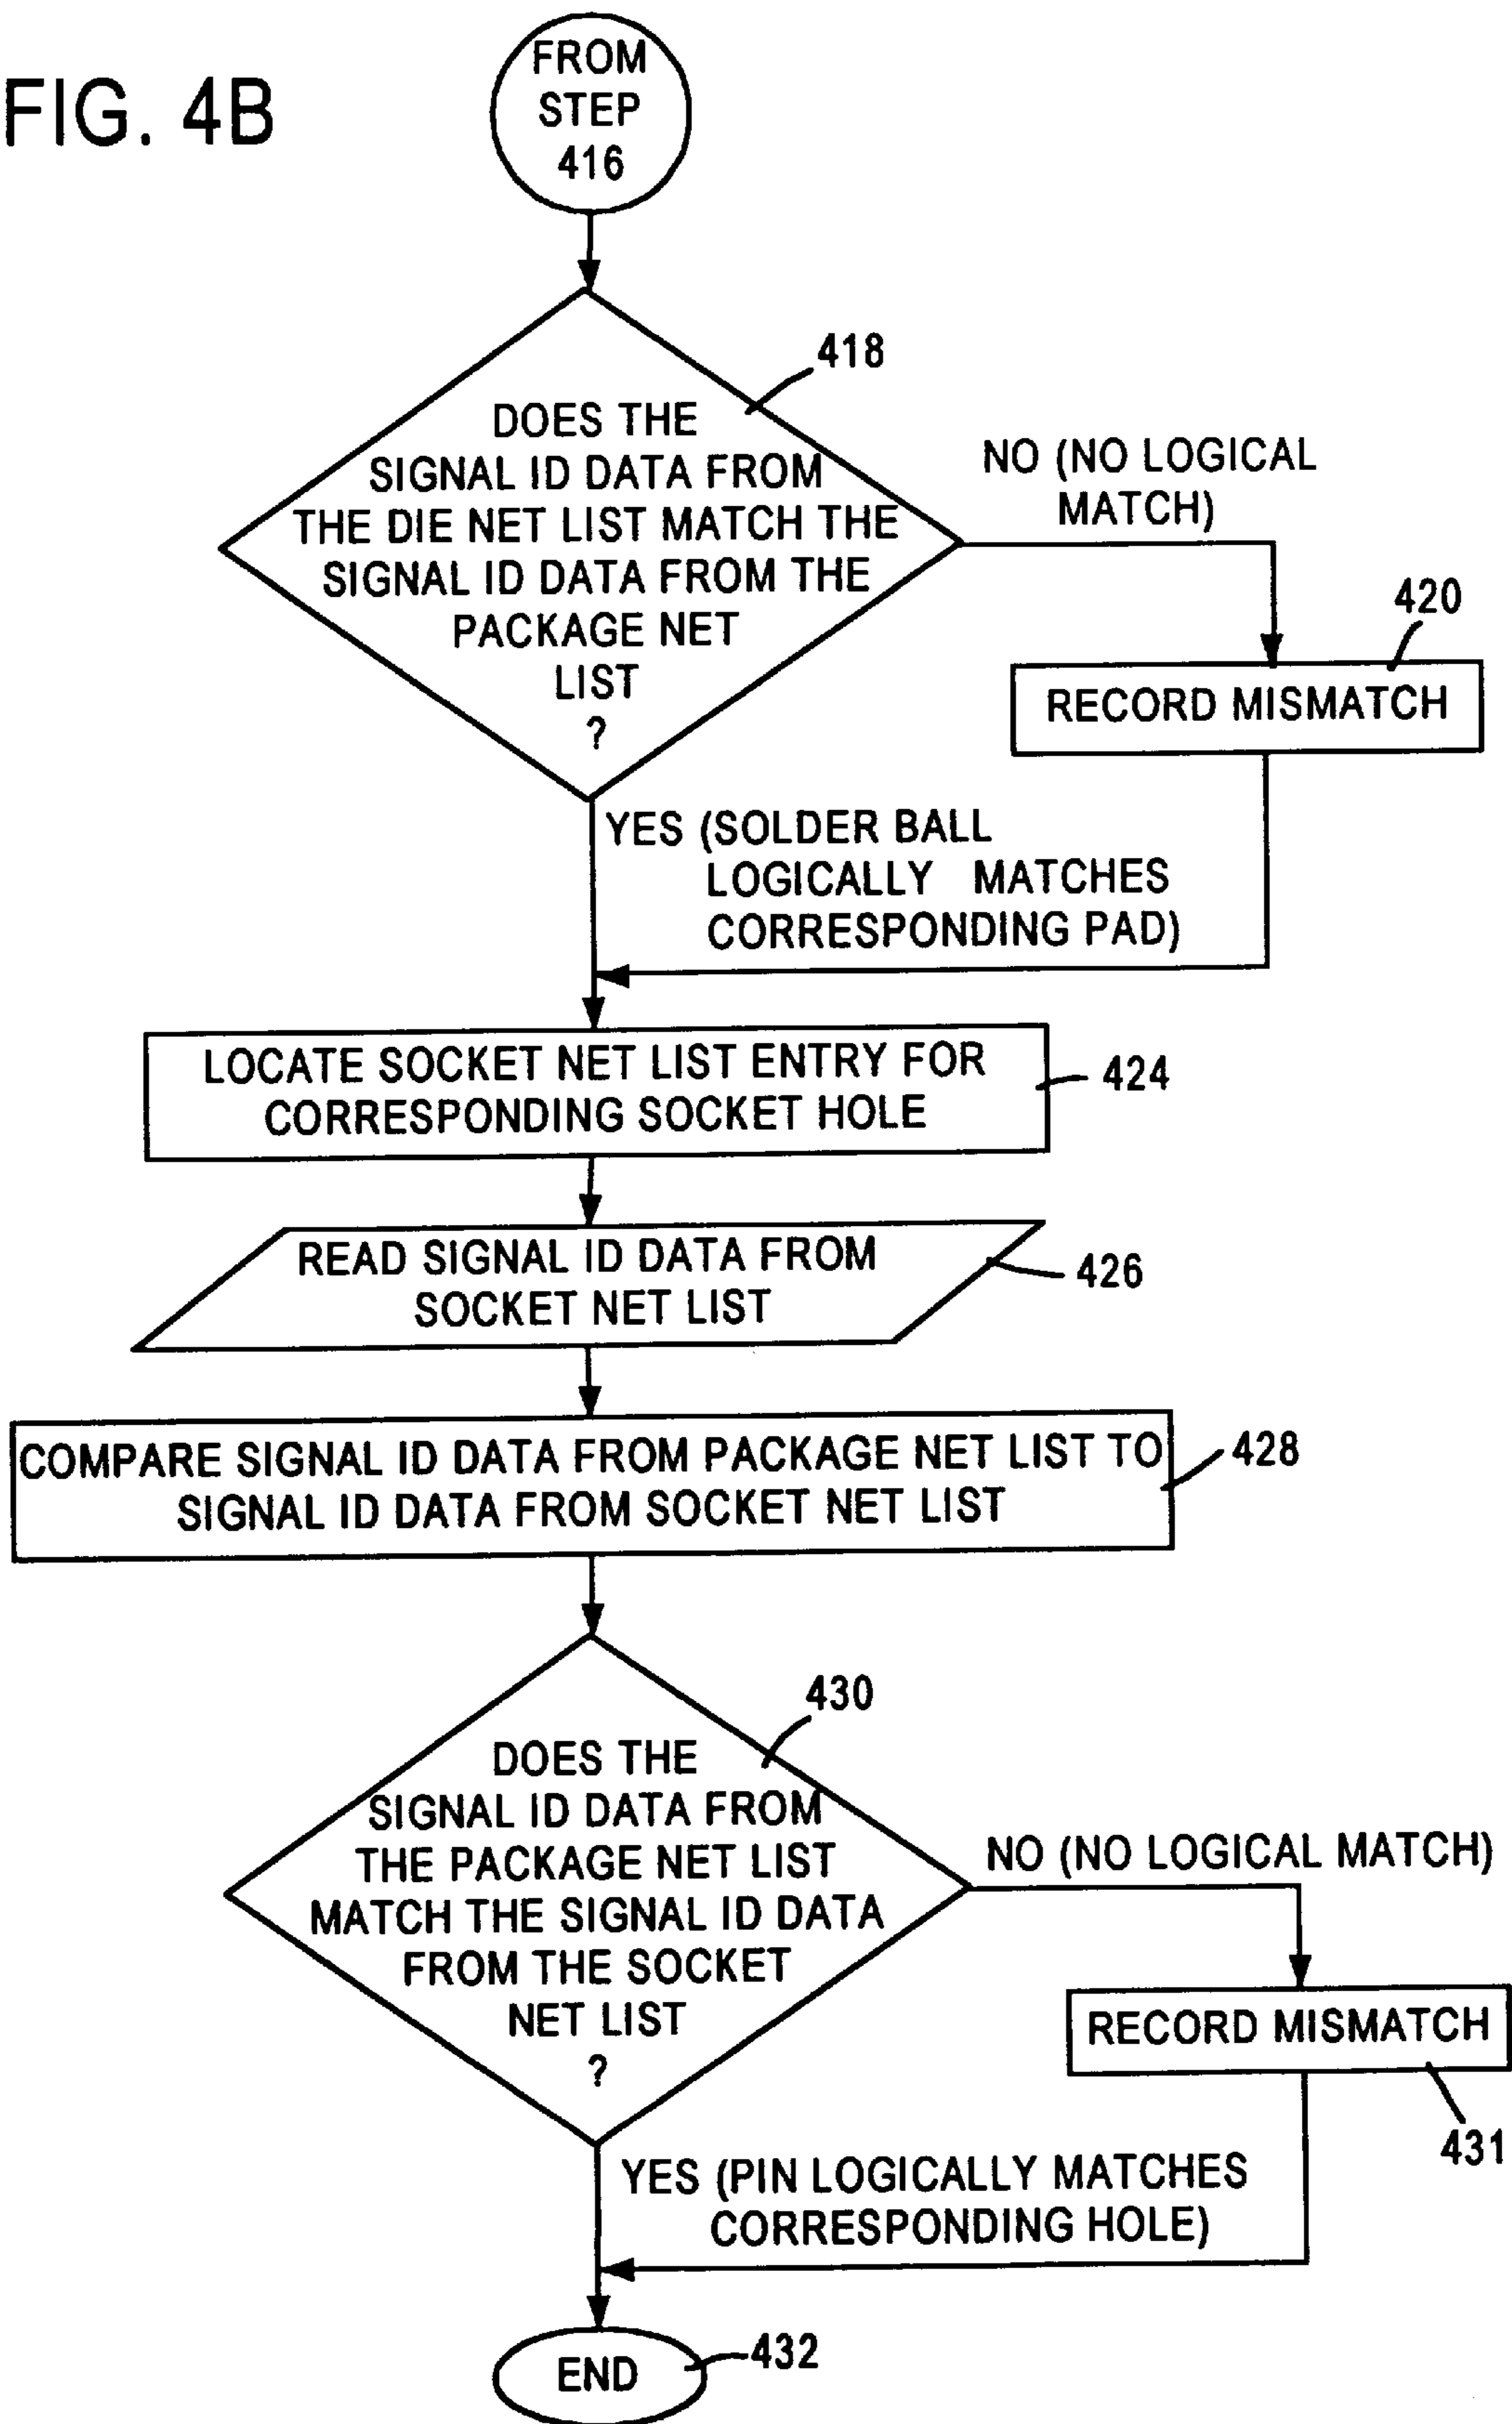 FIG. 4B
FROM
STEP
416
418
DOES THE
SIGNAL ID DATA FROM
THE DIE NET LIST MATCH THE
SIGNAL ID DATA FROM THE
PACKAGE NET
LIST
?
NO (NO LOGICAL
MATCH)
420
RECORD MISMATCH
YES (SOLDER BALL
LOGICALLY MATCHES
CORRESPONDING PAD)
LOCATE SOCKET NET LIST ENTRY FOR
CORRESPONDING SOCKET HOLE
424
READ SIGNAL ID DATA FROM
SOCKET NET LIST
426
COMPARE SIGNAL ID DATA FROM PACKAGE NET LIST TO
SIGNAL ID DATA FROM SOCKET NET LIST
428
430
DOES THE
SIGNAL ID DATA FROM
THE PACKAGE NET LIST
MATCH THE SIGNAL ID DATA
FROM THE SOCKET
NET LIST
?
NO (NO LOGICAL MATCH)
RECORD MISMATCH
431
YES (PIN LOGICALLY MATCHES
CORRESPONDING HOLE)
END
432